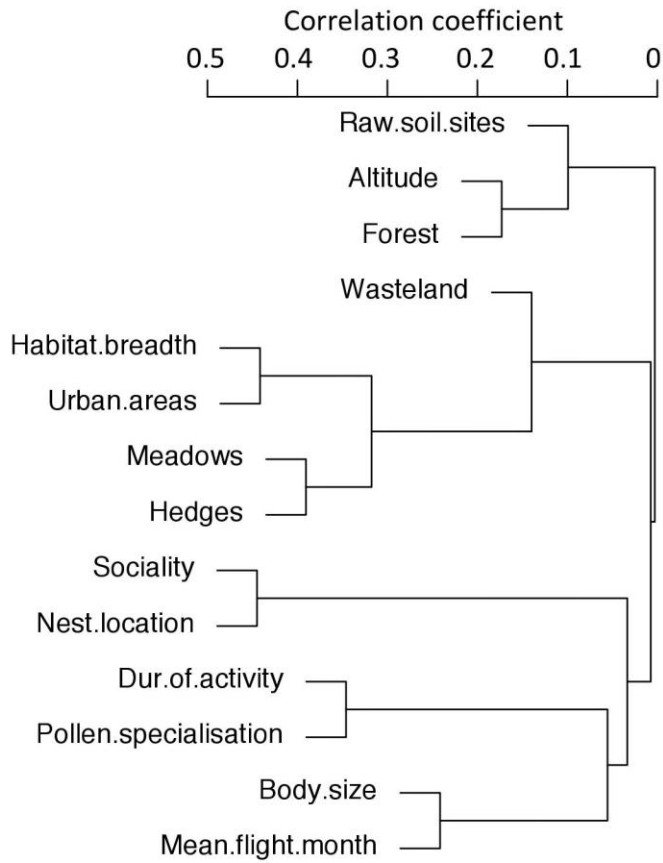 Correlation coefficient
0.5 0.4 0.3 0.2 0.1 0
Raw.soil.sites
Altitude
Forest
Wasteland
Habitat.breadth
Urban.areas
Meadows
Hedges
Sociality
Nest.location
Dur.of.activity
Pollen.specialisation
Body.size
Mean.flight.month